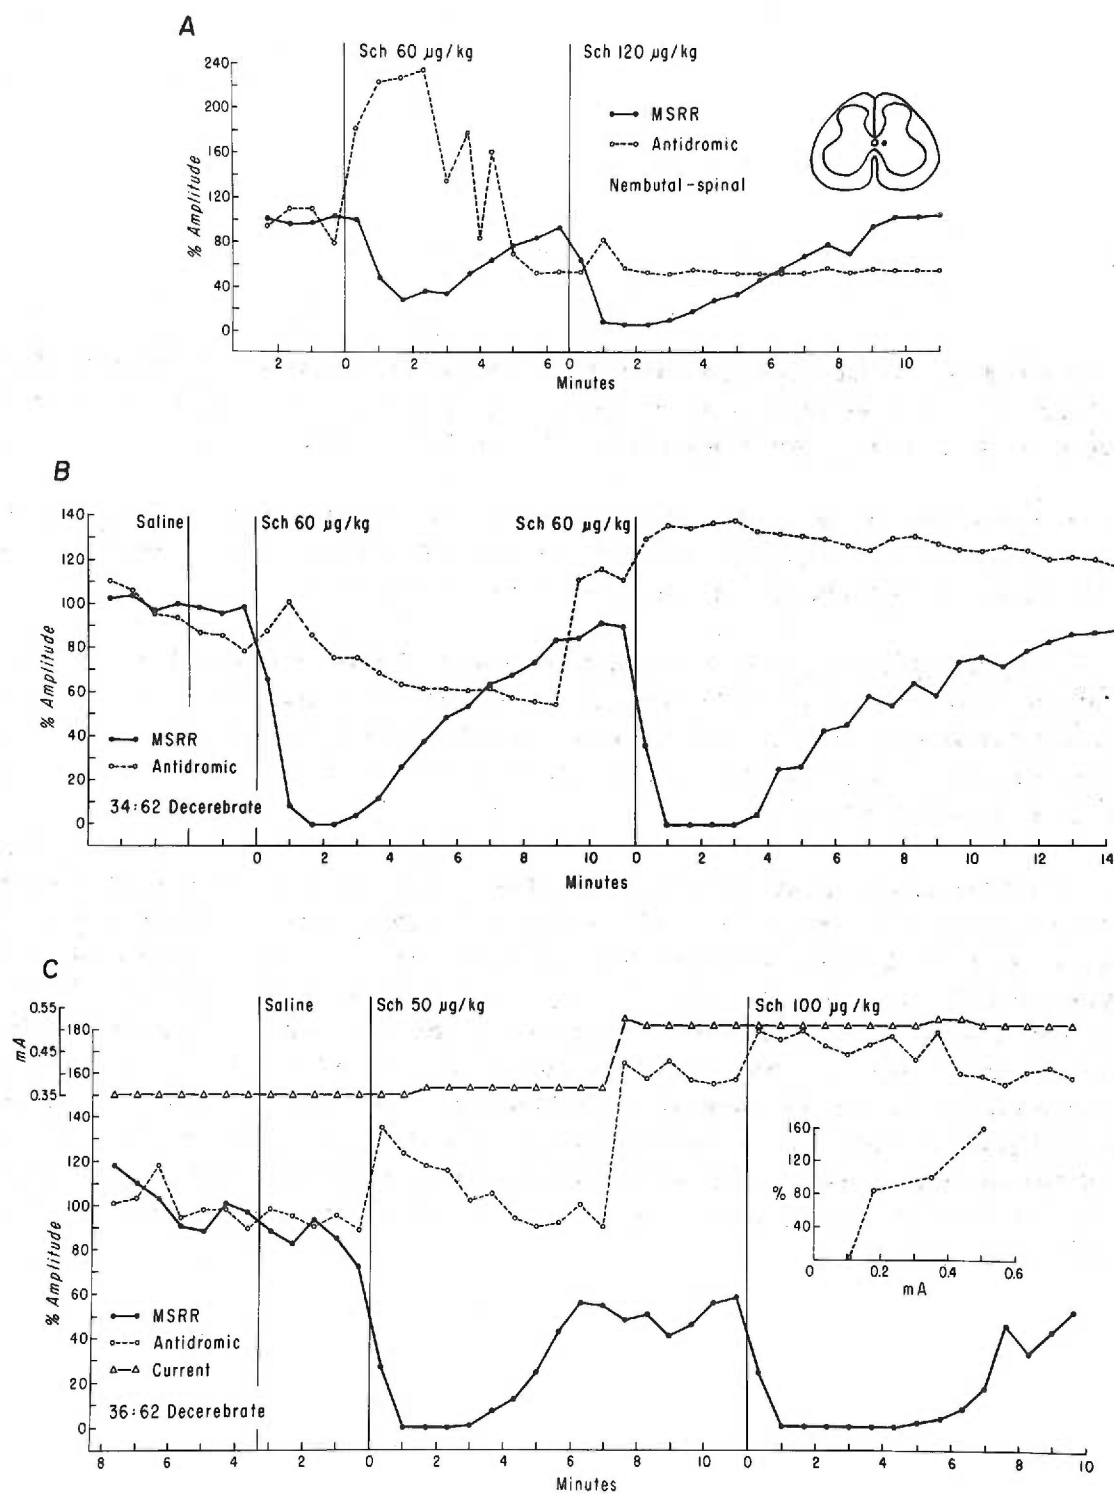 A
Sch 60 µg/kg
Sch 120 µg/kg
240
200
160
120
80
40
0
% Amplitude
MSRR
Antidromic
Nembutal-spinal
2 0 2 4 6 0 2 4 6 8 10
Minutes
B
Saline
Sch 60 µg/kg
Sch 60 µg/kg
140
120
100
80
60
40
20
0
% Amplitude
MSRR
Antidromic
34:62 Decerebrate
0 2 4 6 8 10 0 2 4 6 8 10 12 14
Minutes
C
Saline
Sch 50 µg/kg
Sch 100 µg/kg
0.55
0.45
0.35
mA
180
160
140
120
100
80
60
40
20
0
% Amplitude
160
120
80
40
%
0 0.2 0.4 0.6
mA
MSRR
Antidromic
Current
36:62 Decerebrate
8 6 4 2 0 2 4 6 8 10 0 2 4 6 8 10
Minutes